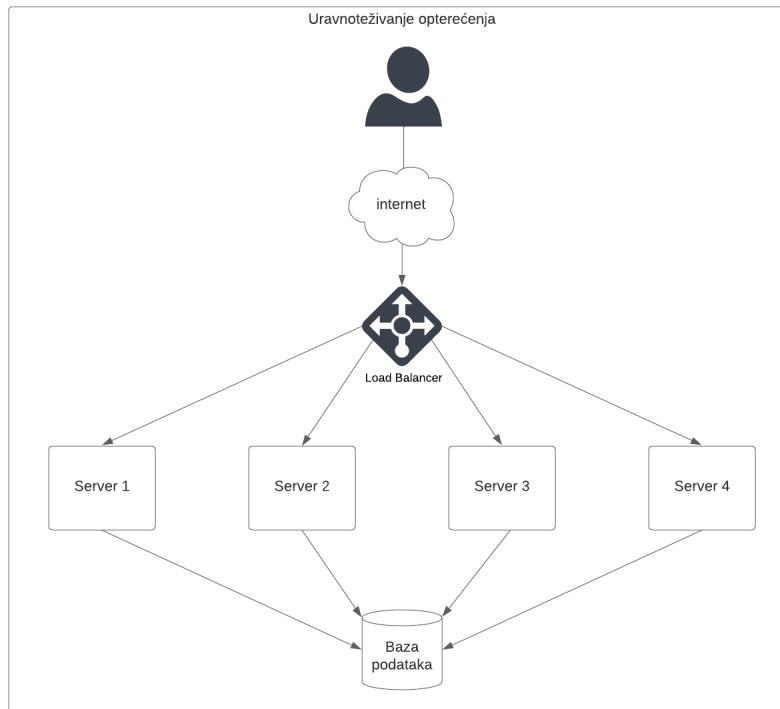 Uravnoteživanje opterećenja
internet
Load Balancer
Server 1
Server 2
Server 3
Server 4
Baza
podataka